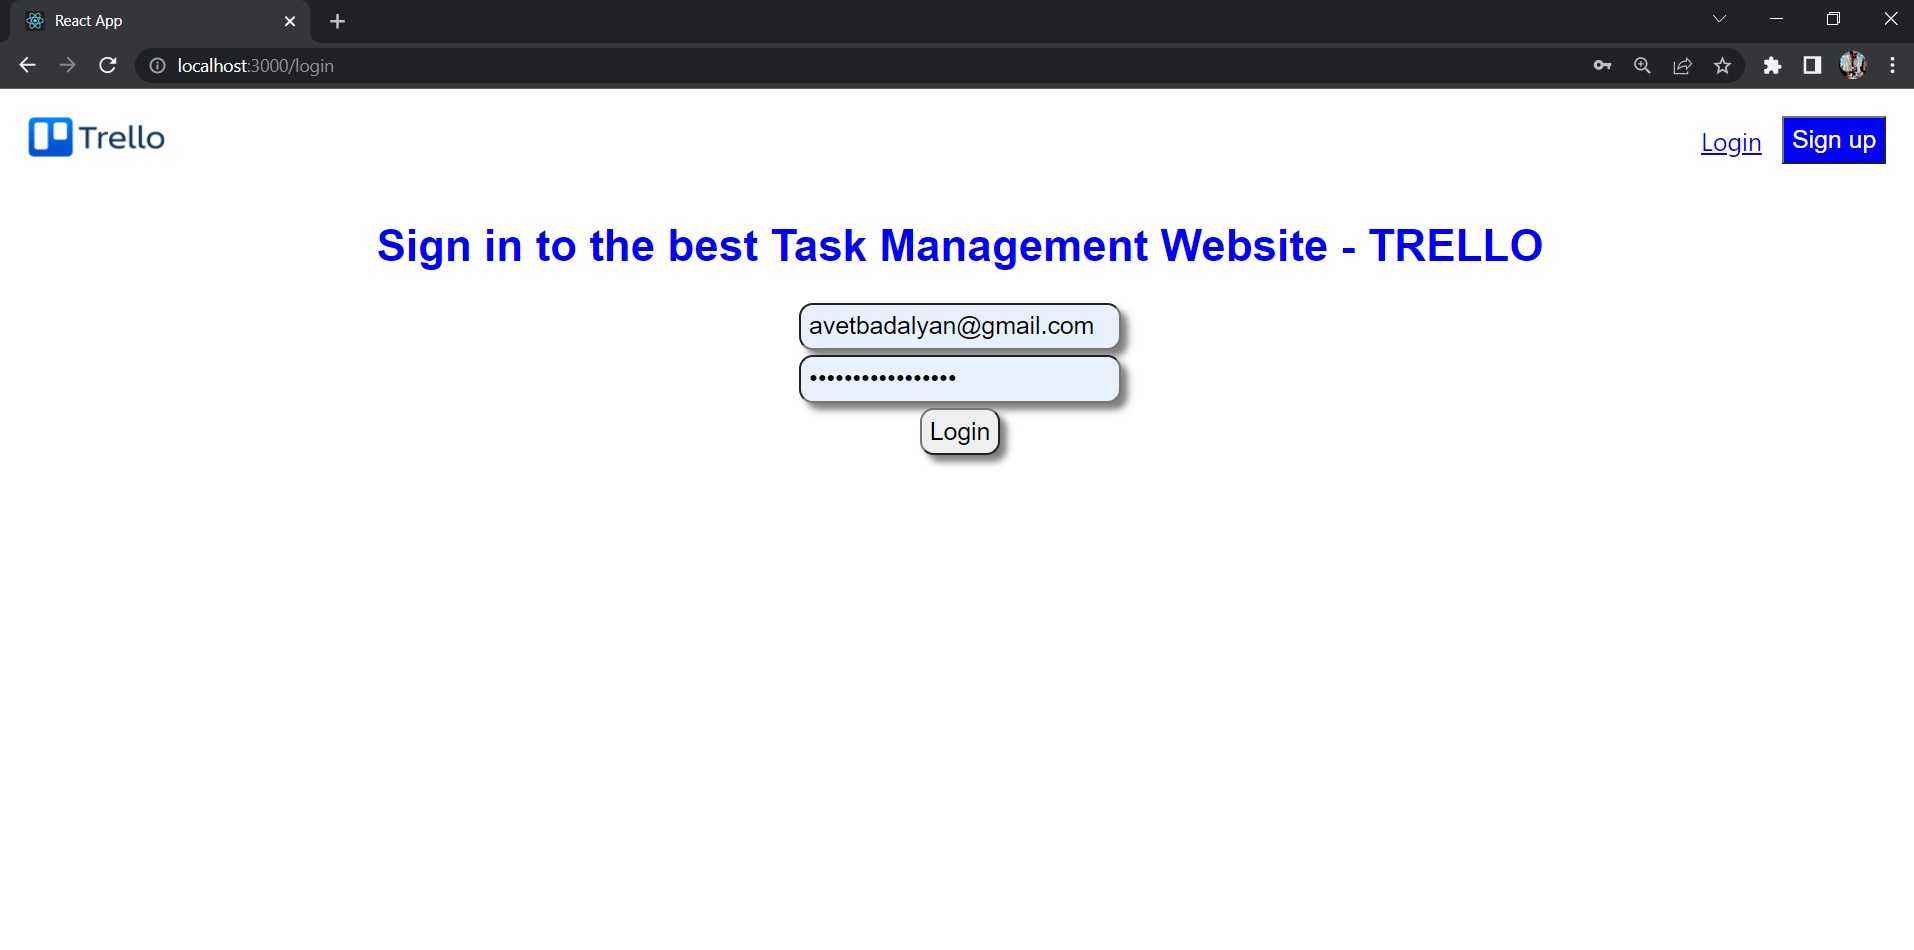 React App
localhost:3000/login
Trello
Login
Sign up
Sign in to the best Task Management Website - TRELLO
avetbadalyan@gmail.com
•••••••••••••••••
Login